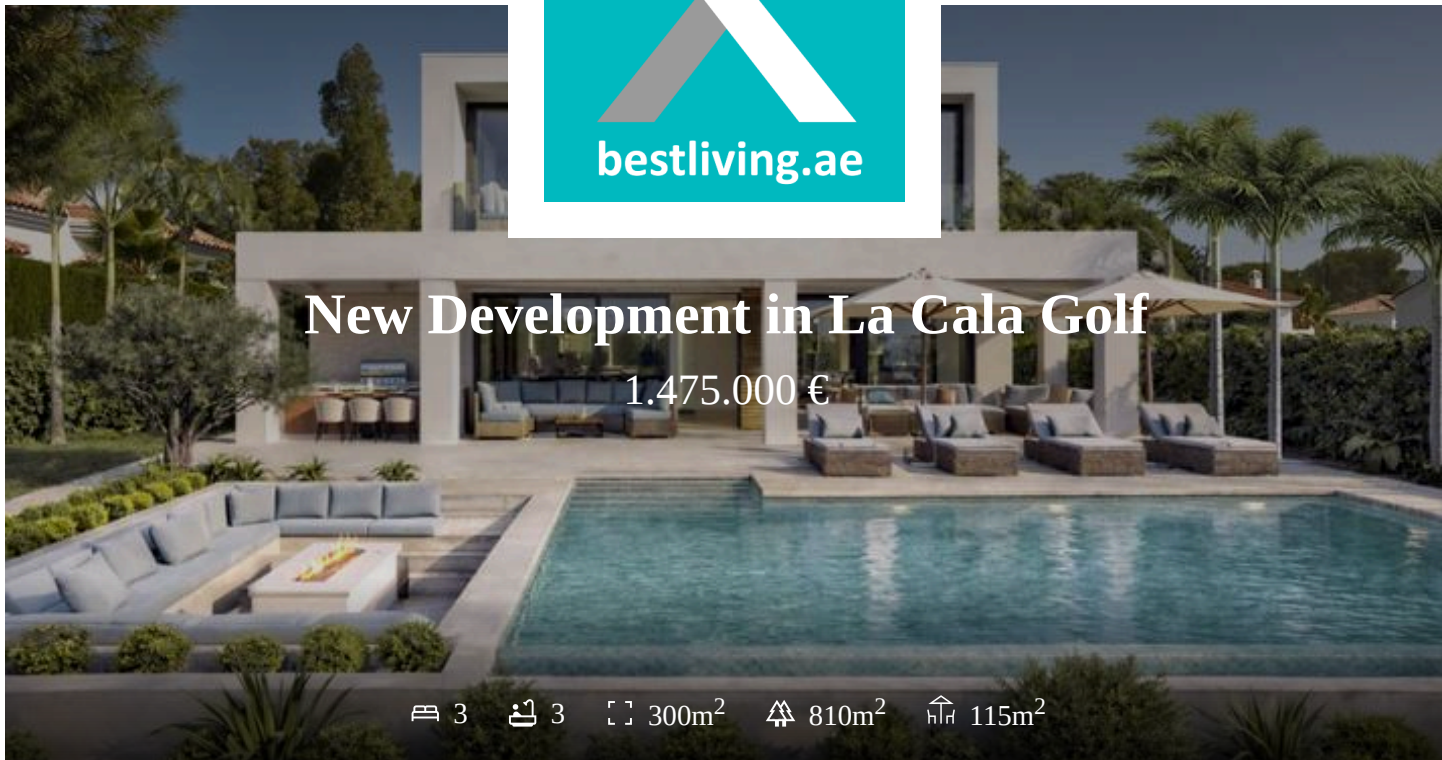 bestliving.ae
New Development in La Cala Golf
1.475.000 €
3 3 300m² 810m² 115m²